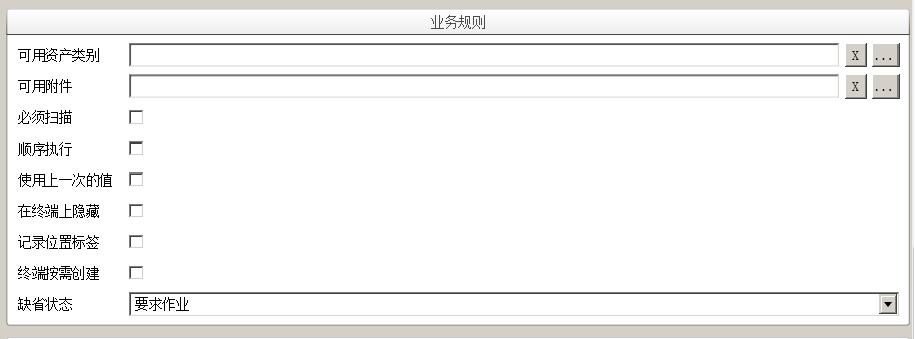 业务规则
可用资产类别 X ...
可用附件 X ...
必须扫描
顺序执行
使用上一次的值
在终端上隐藏
记录位置标签
终端按需创建
缺省状态 要求作业